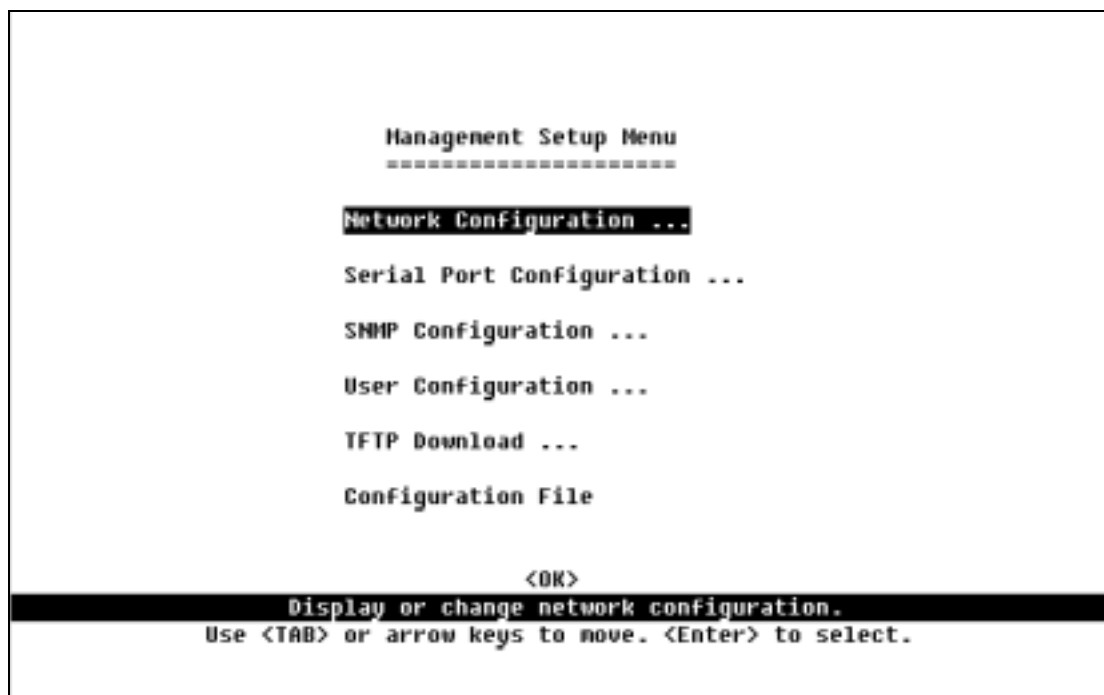 Management Setup Menu
=====================
Network Configuration ...
Serial Port Configuration ...
SNMP Configuration ...
User Configuration ...
TFTP Download ...
Configuration File
<OK>
Display or change network configuration.
Use <TAB> or arrow keys to move. <Enter> to select.